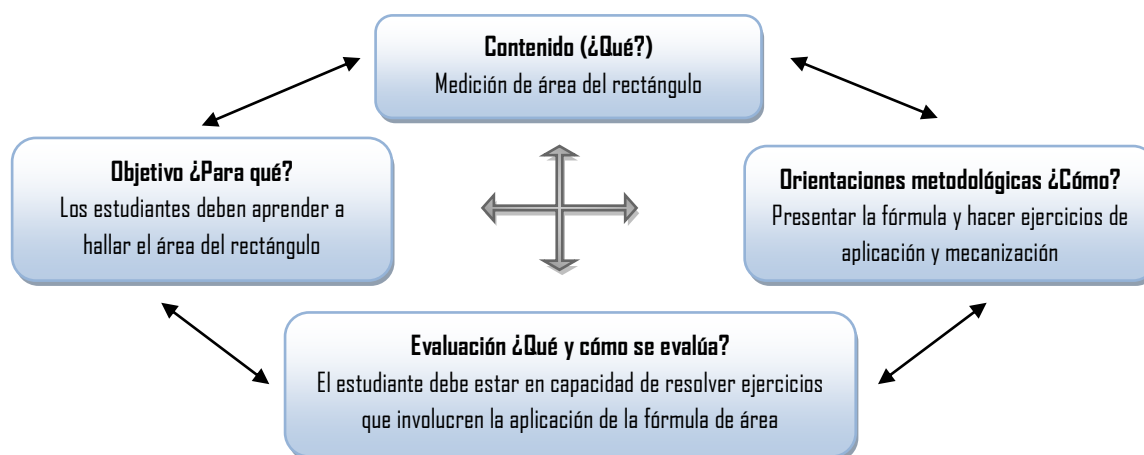 Contenido (¿Qué?)
Medición de área del rectángulo
Objetivo ¿Para qué?
Los estudiantes deben aprender a
hallar el área del rectángulo
Orientaciones metodológicas ¿Cómo?
Presentar la fórmula y hacer ejercicios de
aplicación y mecanización
Evaluación ¿Qué y cómo se evalúa?
El estudiante debe estar en capacidad de resolver ejercicios
que involucren la aplicación de la fórmula de área